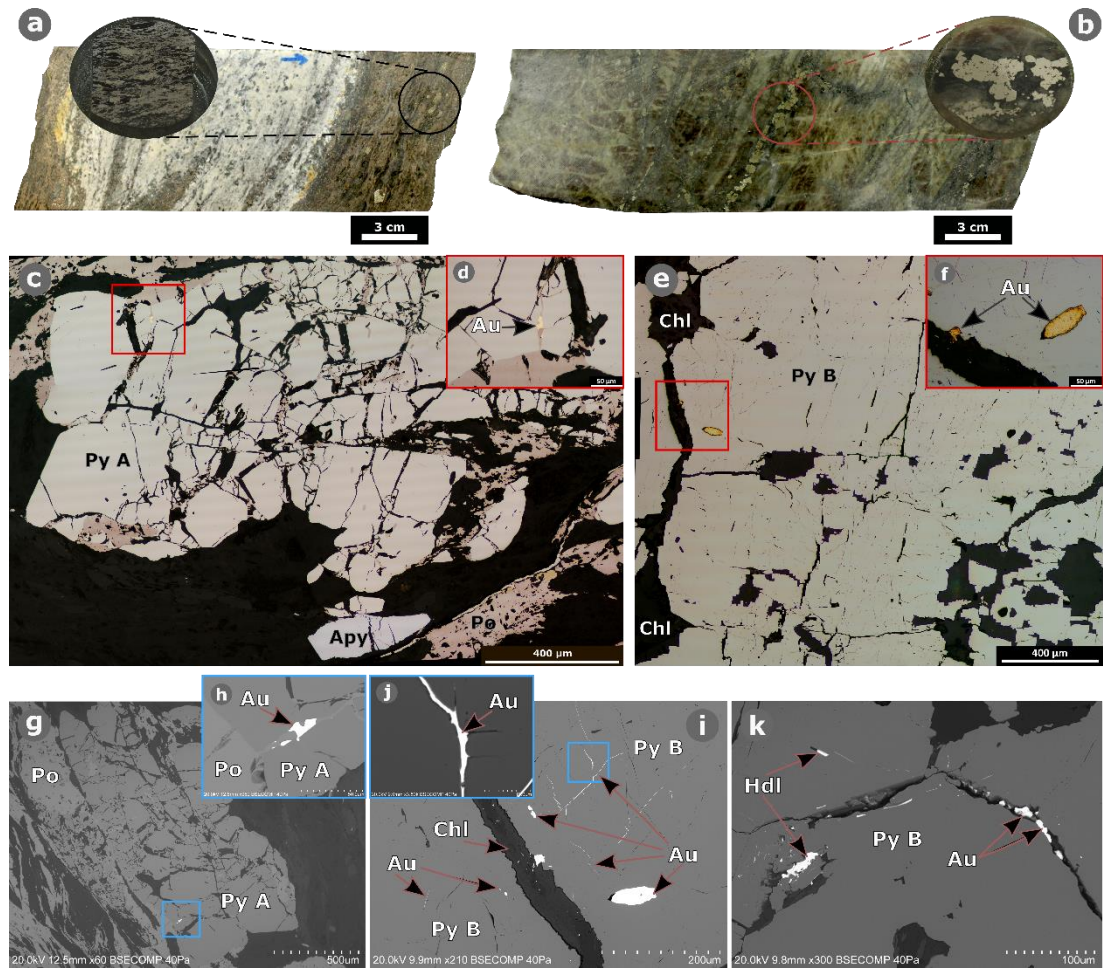 a
b
3 cm
3 cm
c
d
Au
50 µm
Py A
Apy
Po
400 µm
e
f
Au
50 µm
Chl
Py B
Chl
400 µm
g
h
Au
Po
Py A
Po
Py A
20.0kV 12.5mm x60 BSECOMP 40Pa
500um
j
Au
i
Py B
Chl
Au
Au
Py B
20.0kV 9.9mm x210 BSECOMP 40Pa
200um
k
Hdl
Py B
Au
20.0kV 9.8mm x300 BSECOMP 40Pa
100um